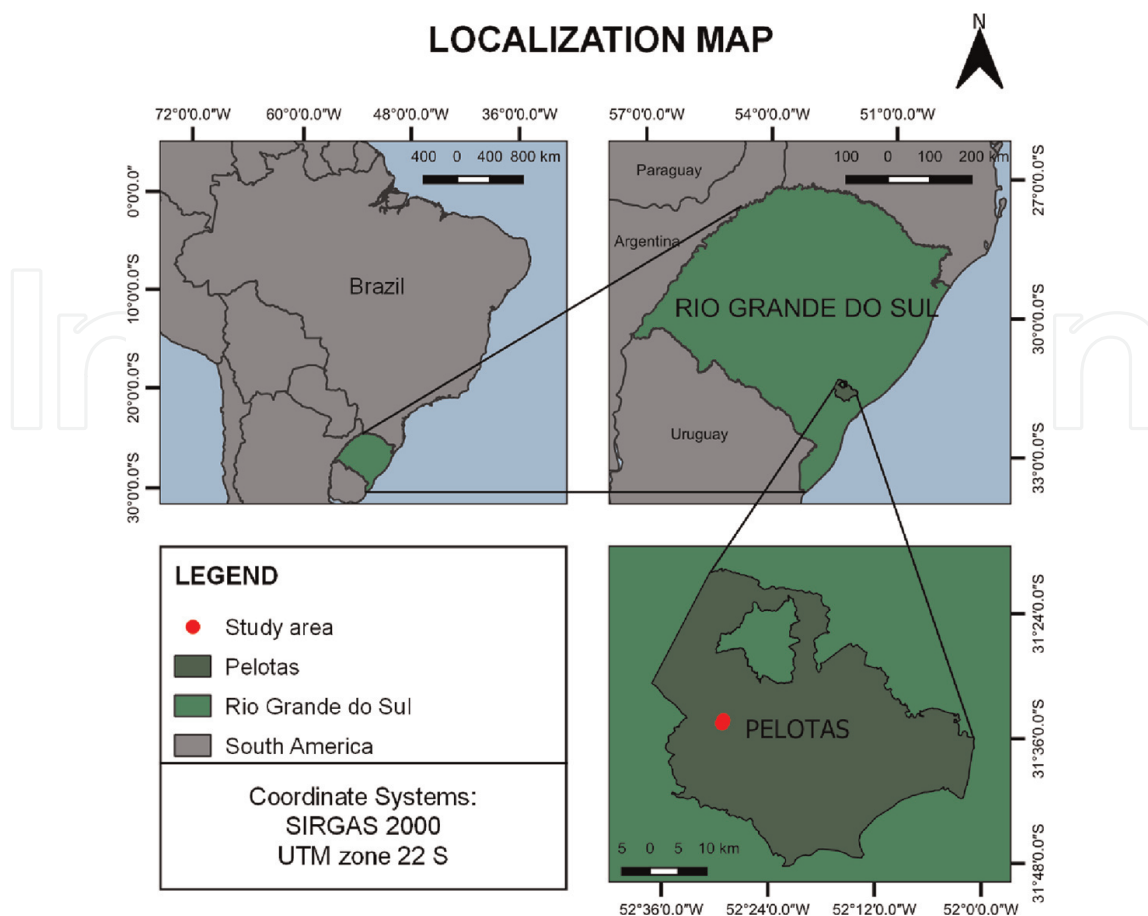 LOCALIZATION MAP
N
72°0'0.0"W 60°0'0.0"W 48°0'0.0"W 36°0'0.0"W
400 0 400 800 km
0°0'0.0"
10°0'0.0"S
20°0'0.0"S
30°0'0.0"S
Brazil
57°0'0.0"W 54°0'0.0"W 51°0'0.0"W
100 0 100 200 km
Paraguay
Argentina
RIO GRANDE DO SUL
Uruguay
27°0'0.0"S
30°0'0.0"S
33°0'0.0"S
LEGEND
Study area
Pelotas
Rio Grande do Sul
South America
Coordinate Systems:
SIRGAS 2000
UTM zone 22 S
PELOTAS
5 0 5 10 km
31°24'0.0"S
31°36'0.0"S
31°48'0.0"S
52°36'0.0"W 52°24'0.0"W 52°12'0.0"W 52°0'0.0"W